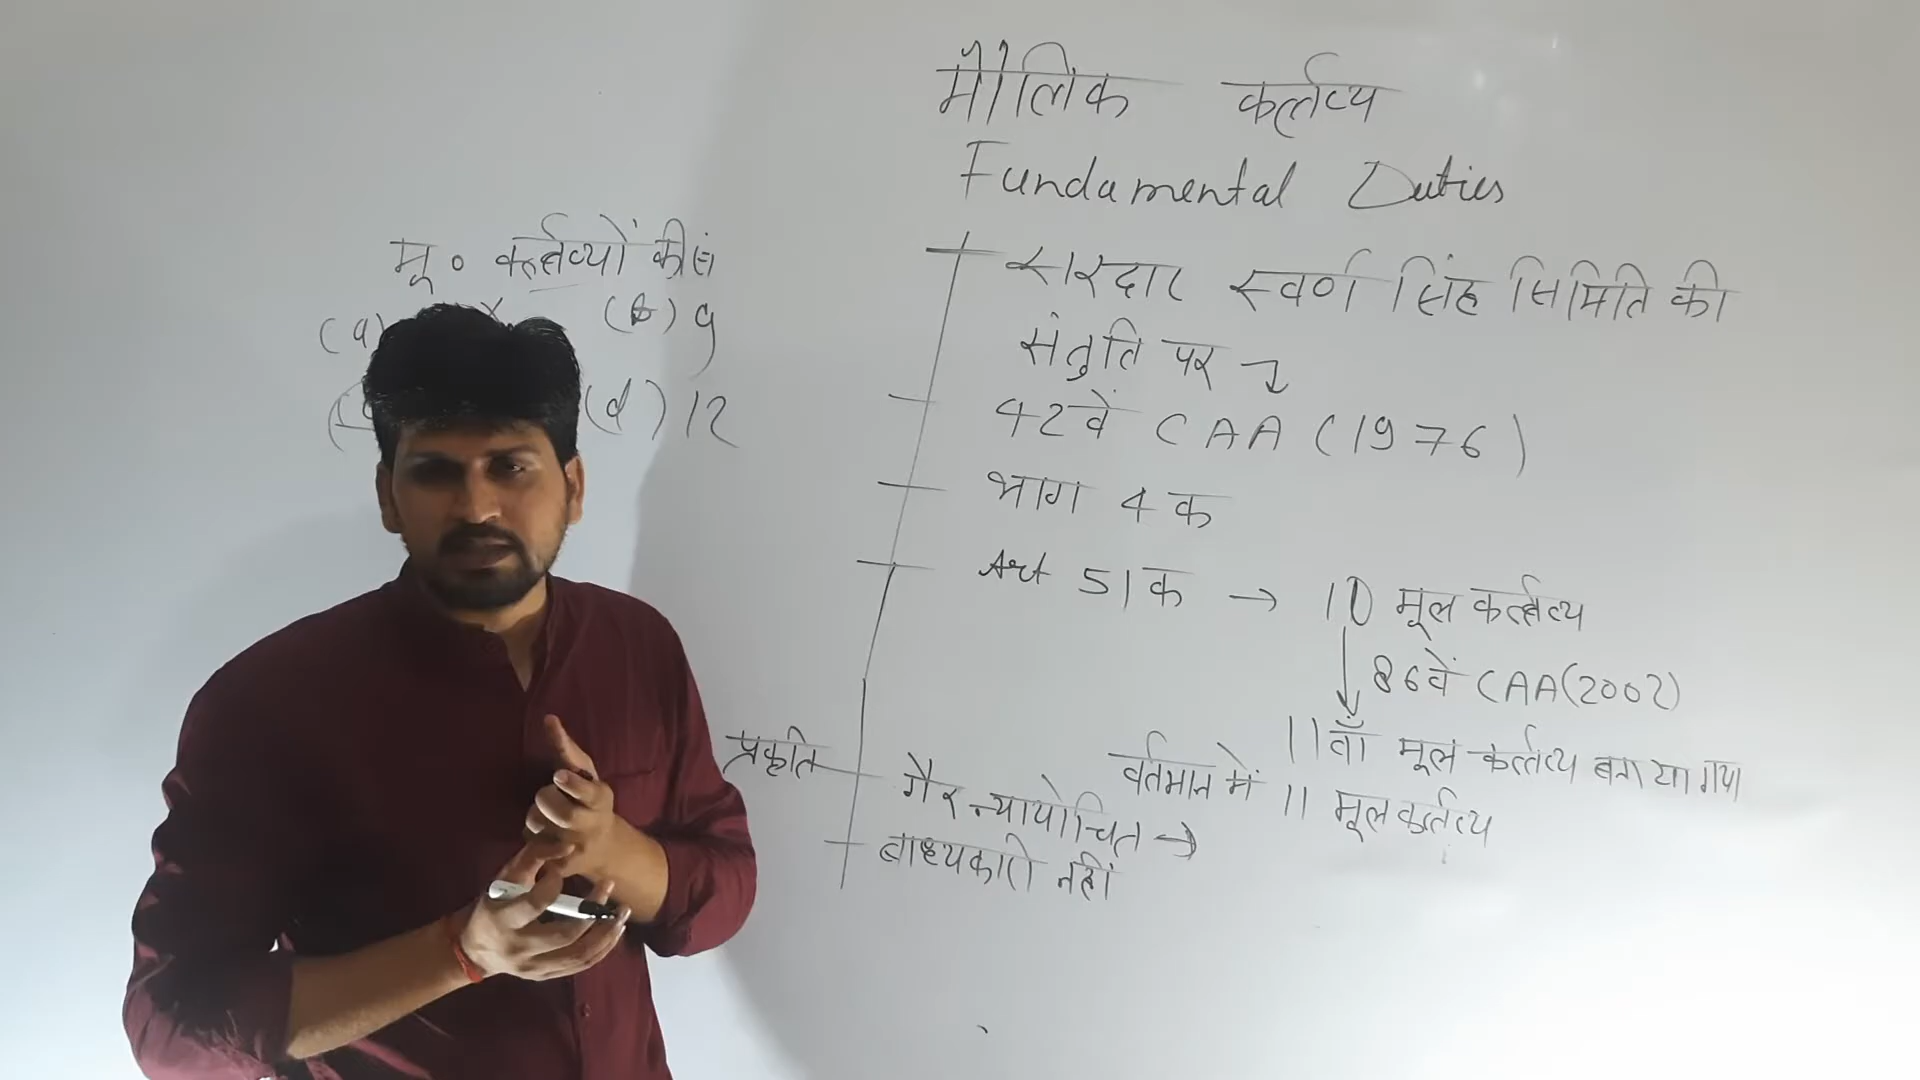 मौलिक कर्तव्य
Fundamental Duties
सरदार स्वर्ण सिंह समिति की
संतुति पर
42वें CAA (1976)
भाग 4 क
Art 51 क → 10 मूल कर्तव्य
↓ 86वें CAA(2002)
11वाँ मूल कर्तव्य बनाया गया
वर्तमान में 11 मूल कर्तव्य
प्रकृति
गैर न्यायोचित →
बाध्यकारी नहीं
मू० कर्तव्यों की सं
(a) (b) 9
(d) 12